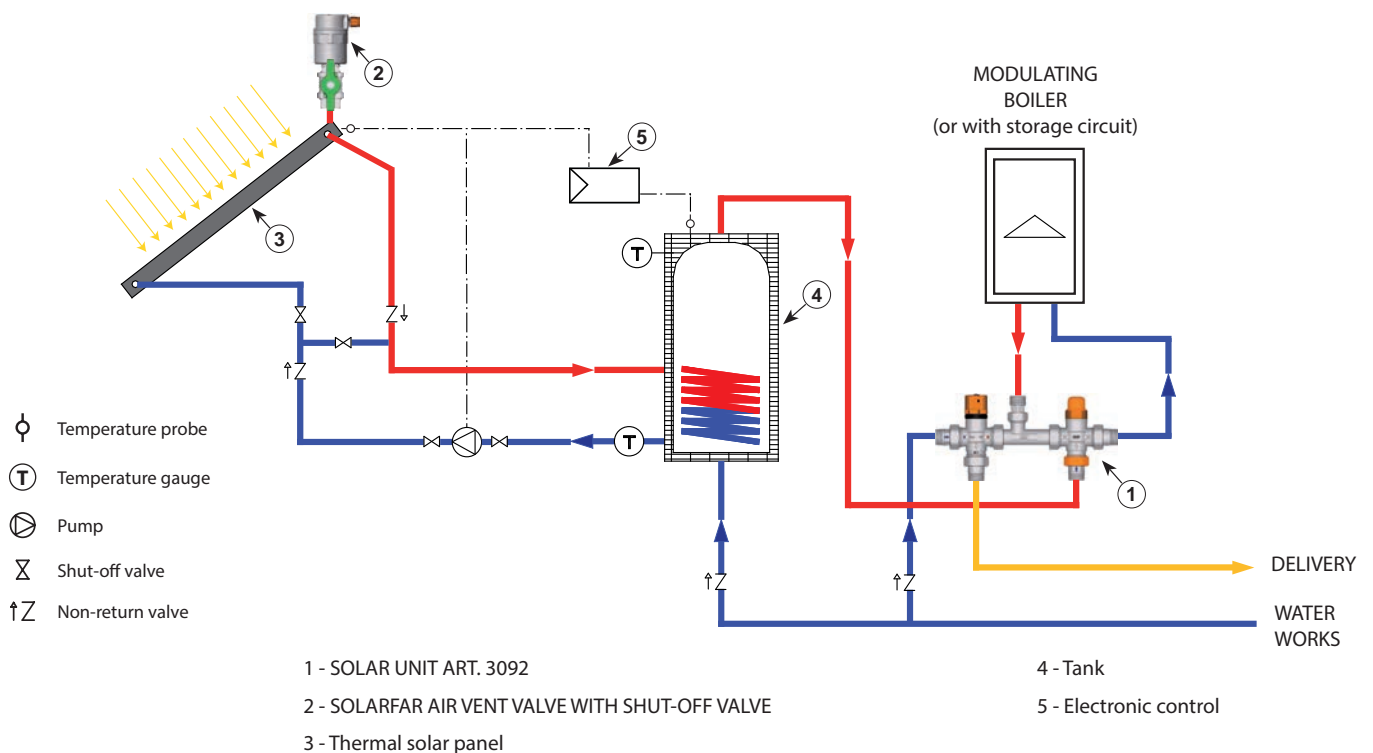 2
MODULATING
BOILER
(or with storage circuit)
5
3
T
4
T
1
Temperature probe
Temperature gauge
Pump
Shut-off valve
Non-return valve
T
DELIVERY
WATER
WORKS
1 - SOLAR UNIT ART. 3092
2 - SOLARFAR AIR VENT VALVE WITH SHUT-OFF VALVE
3 - Thermal solar panel
4 - Tank
5 - Electronic control